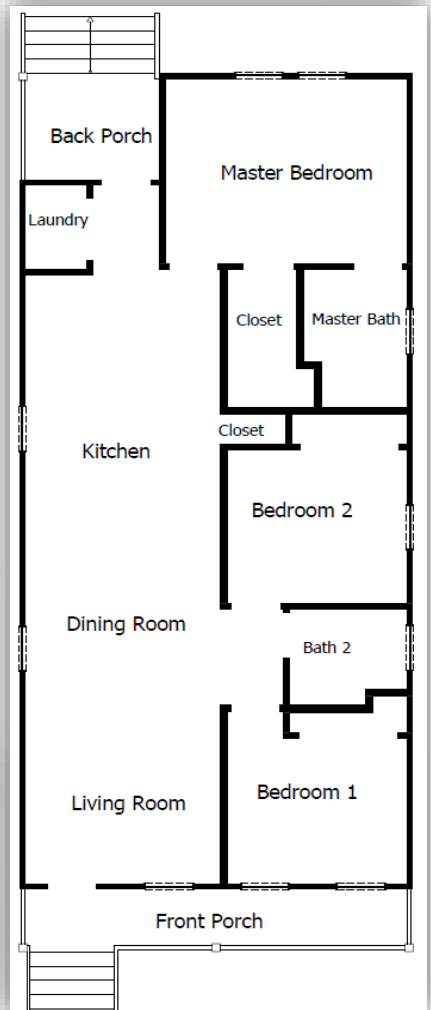 Back Porch
Master Bedroom
Laundry
Closet
Master Bath
Closet
Kitchen
Bedroom 2
Dining Room
Bath 2
Living Room
Bedroom 1
Front Porch